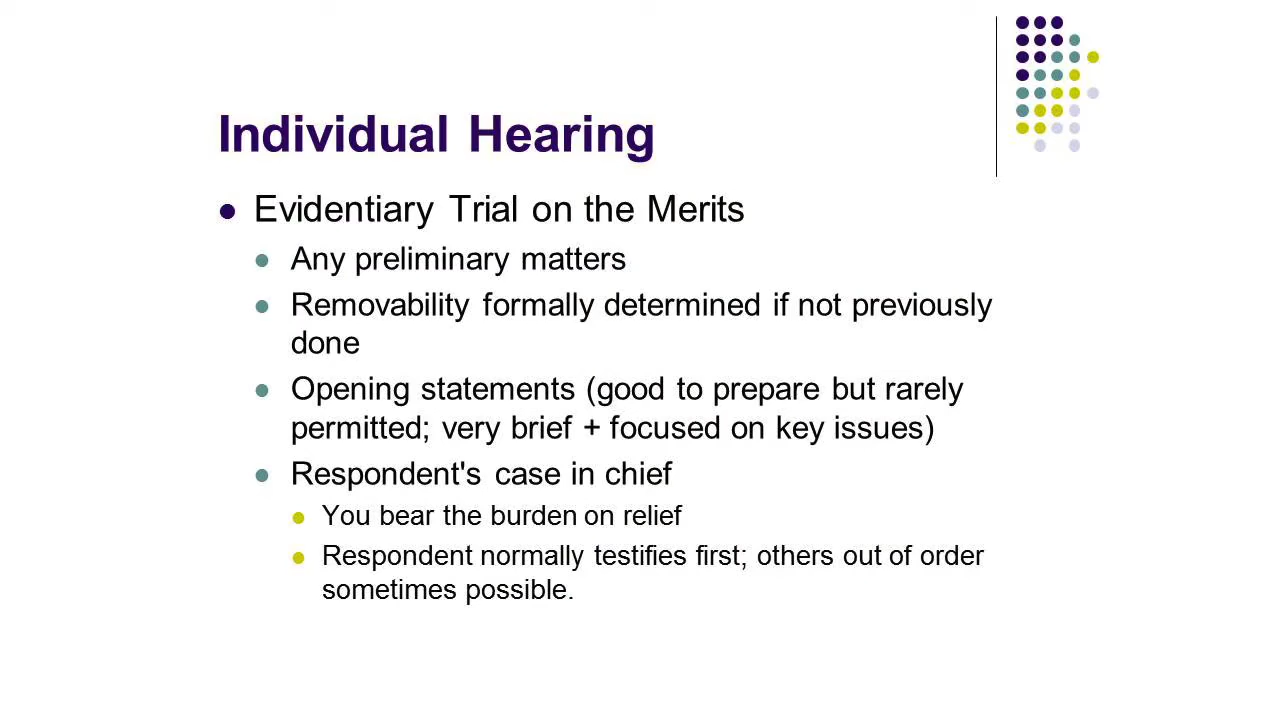 Individual Hearing
Evidentiary Trial on the Merits
Any preliminary matters
Removability formally determined if not previously
done
Opening statements (good to prepare but rarely
permitted; very brief + focused on key issues)
Respondent's case in chief
You bear the burden on relief
Respondent normally testifies first; others out of order
sometimes possible.